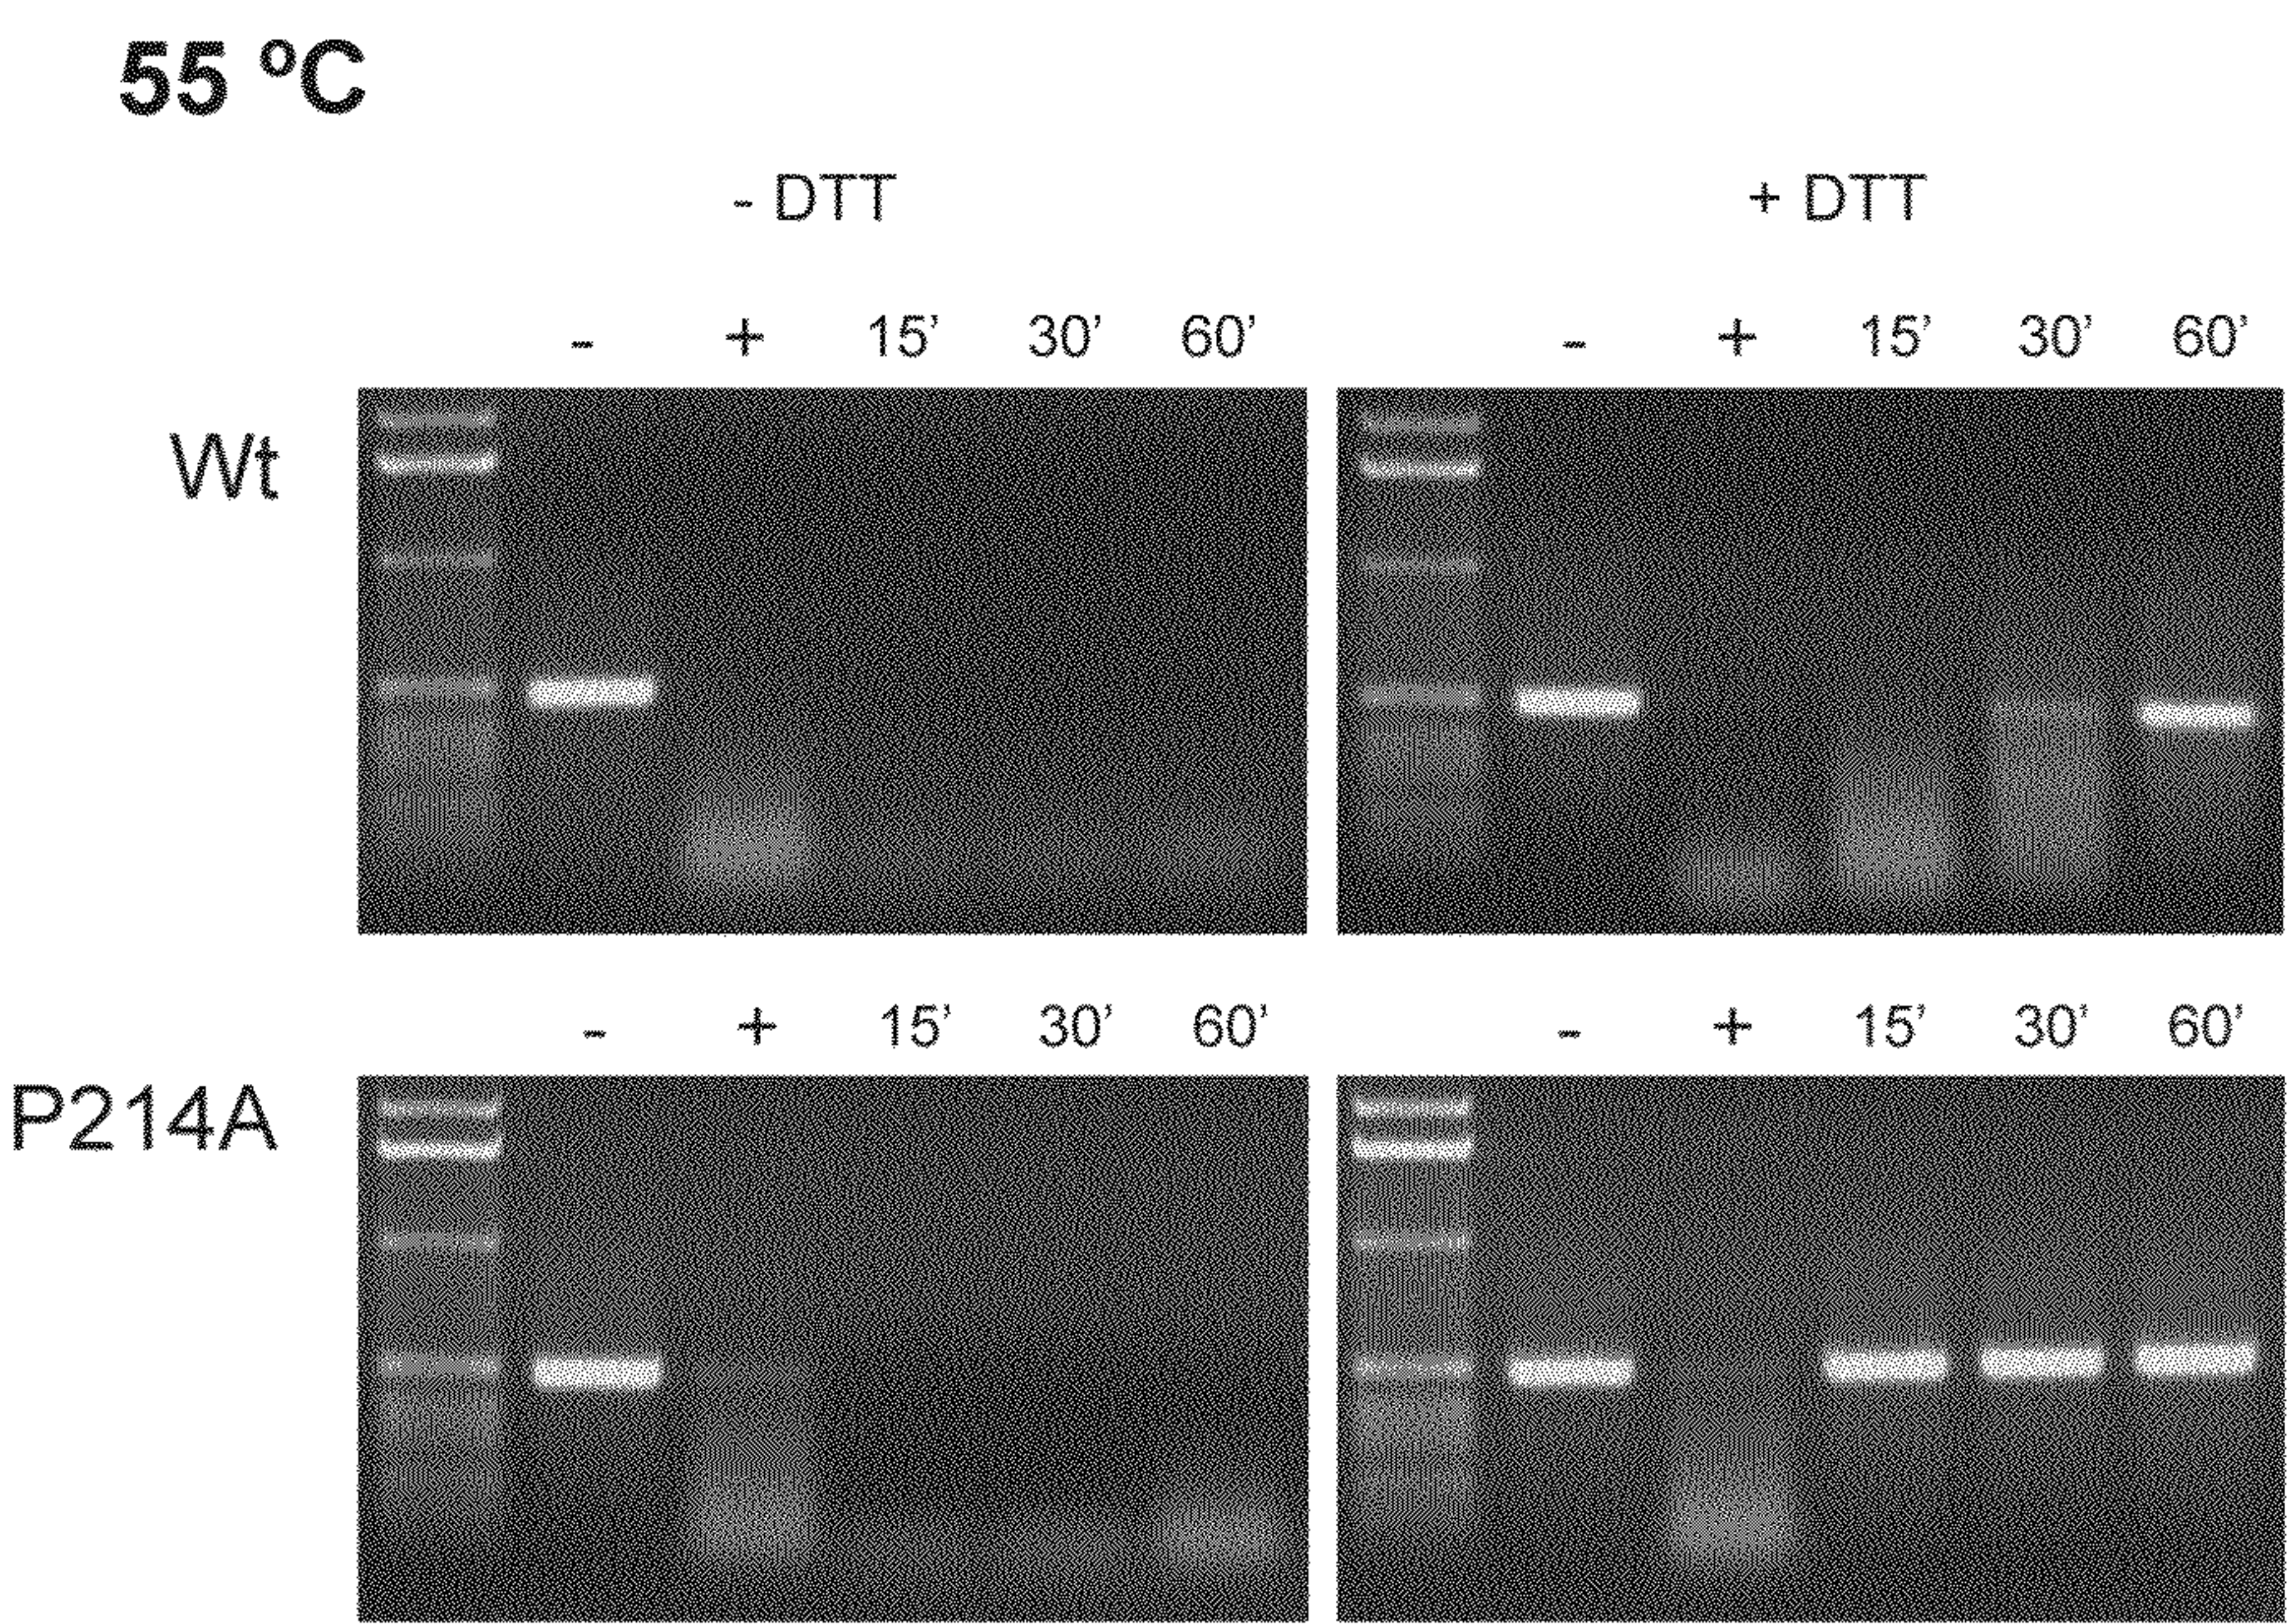 55 ºC
- DTT + DTT
- + 15’ 30’ 60’ - + 15’ 30’ 60’
Wt
- + 15’ 30’ 60’ - + 15’ 30’ 60’
P214A